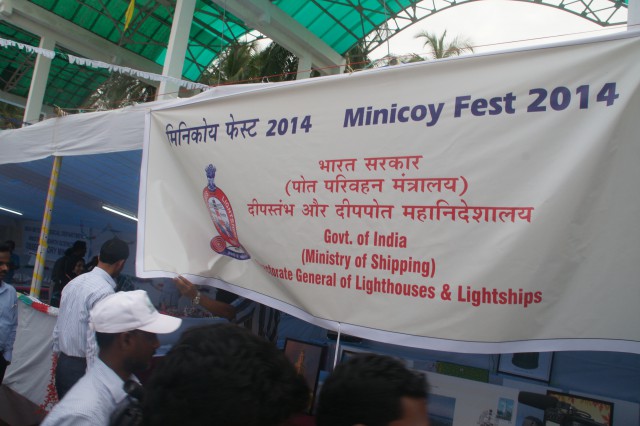 मिनिकोय फेस्ट 2014 Minicoy Fest 2014
भारत सरकार
(पोत परिवहन मंत्रालय)
दीपस्तंभ और दीपपोत महानिदेशालय
Govt. of India
(Ministry of Shipping)
ctorate General of Lighthouses & Lightships